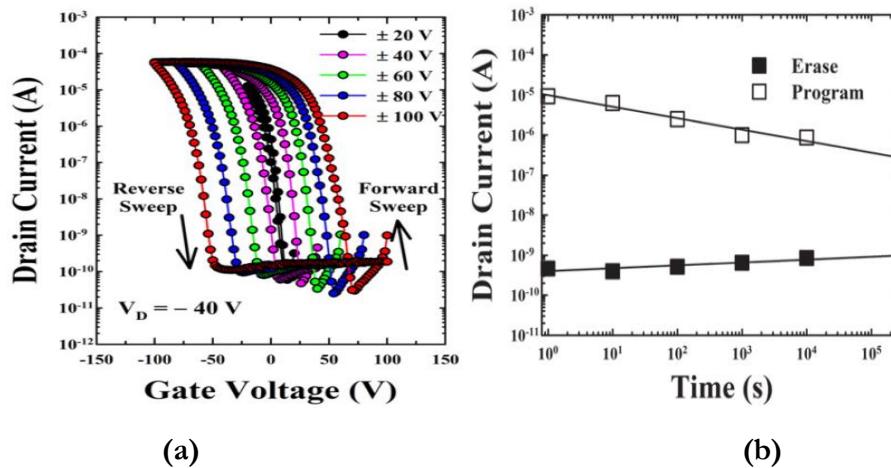 10⁻³
10⁻⁴
10⁻⁵
10⁻⁶
10⁻⁷
10⁻⁸
10⁻⁹
10⁻¹⁰
10⁻¹¹
10⁻¹²
Drain Current (A)
± 20 V
± 40 V
± 60 V
± 80 V
± 100 V
Reverse
Sweep
Forward
Sweep
V_D = – 40 V
-150 -100 -50 0 50 100 150
Gate Voltage (V)
(a)
10⁻³
10⁻⁴
10⁻⁵
10⁻⁶
10⁻⁷
10⁻⁸
10⁻⁹
10⁻¹⁰
10⁻¹¹
Drain Current (A)
Erase
Program
10⁰ 10¹ 10² 10³ 10⁴ 10⁵
Time (s)
(b)